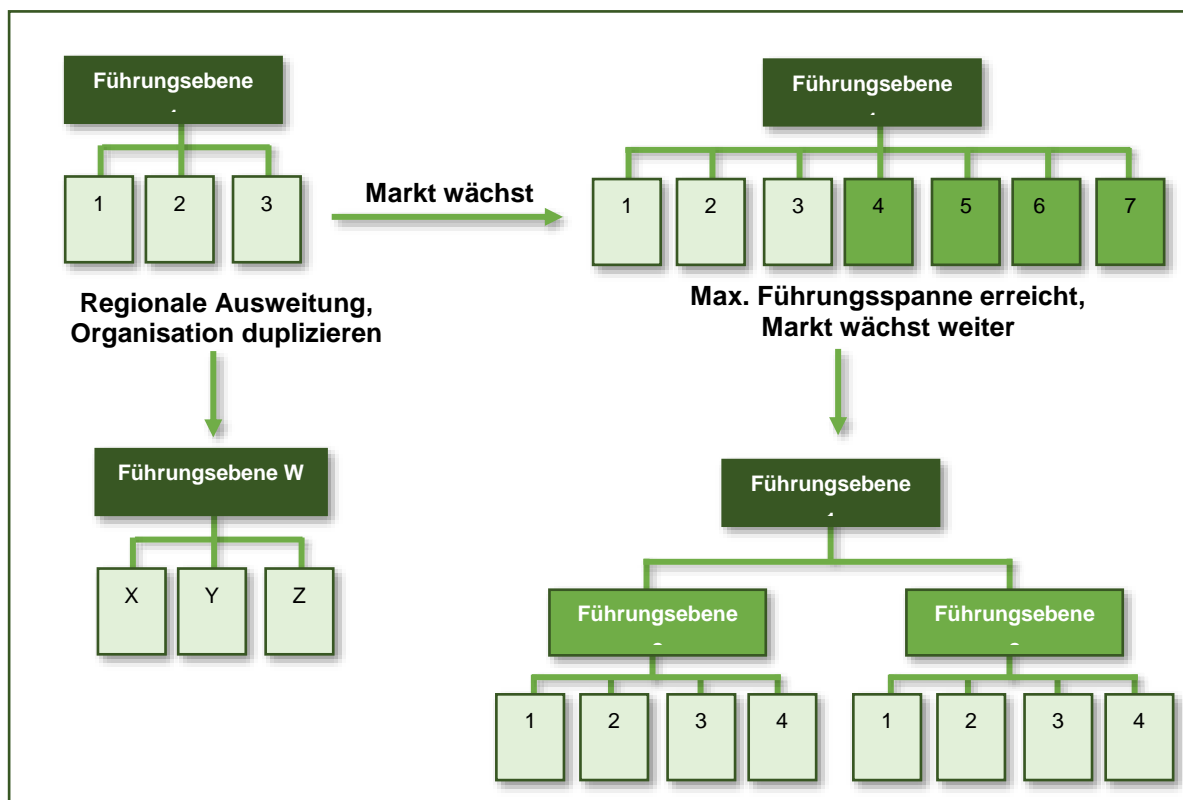 Führungsebene
1 2 3
Markt wächst
Führungsebene
1 2 3 4 5 6 7
Regionale Ausweitung,
Organisation duplizieren
Max. Führungsspanne erreicht,
Markt wächst weiter
Führungsebene W
X Y Z
Führungsebene
Führungsebene
Führungsebene
1 2 3 4
1 2 3 4